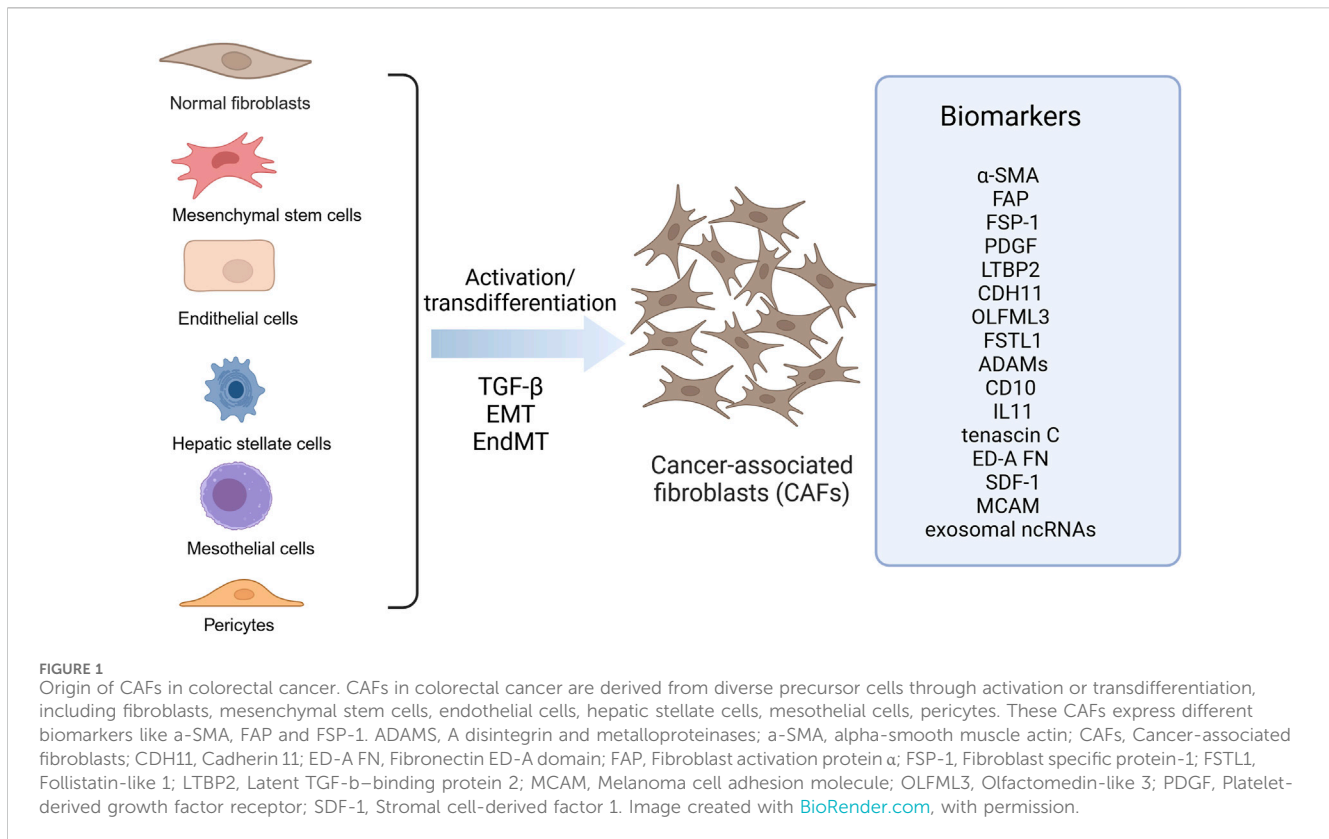 Normal fibroblasts
Mesenchymal stem cells
Endithelial cells
Hepatic stellate cells
Mesothelial cells
Pericytes
Activation/
transdifferentiation
TGF-β
EMT
EndMT
Cancer-associated
fibroblasts (CAFs)
Biomarkers
α-SMA
FAP
FSP-1
PDGF
LTBP2
CDH11
OLFML3
FSTL1
ADAMs
CD10
IL11
tenascin C
ED-A FN
SDF-1
MCAM
exosomal ncRNAs
FIGURE 1
Origin of CAFs in colorectal cancer. CAFs in colorectal cancer are derived from diverse precursor cells through activation or transdifferentiation,
including fibroblasts, mesenchymal stem cells, endothelial cells, hepatic stellate cells, mesothelial cells, pericytes. These CAFs express different
biomarkers like a-SMA, FAP and FSP-1. ADAMS, A disintegrin and metalloproteinases; a-SMA, alpha-smooth muscle actin; CAFs, Cancer-associated
fibroblasts; CDH11, Cadherin 11; ED-A FN, Fibronectin ED-A domain; FAP, Fibroblast activation protein α; FSP-1, Fibroblast specific protein-1; FSTL1,
Follistatin-like 1; LTBP2, Latent TGF-b–binding protein 2; MCAM, Melanoma cell adhesion molecule; OLFML3, Olfactomedin-like 3; PDGF, Platelet-
derived growth factor receptor; SDF-1, Stromal cell-derived factor 1. Image created with BioRender.com, with permission.